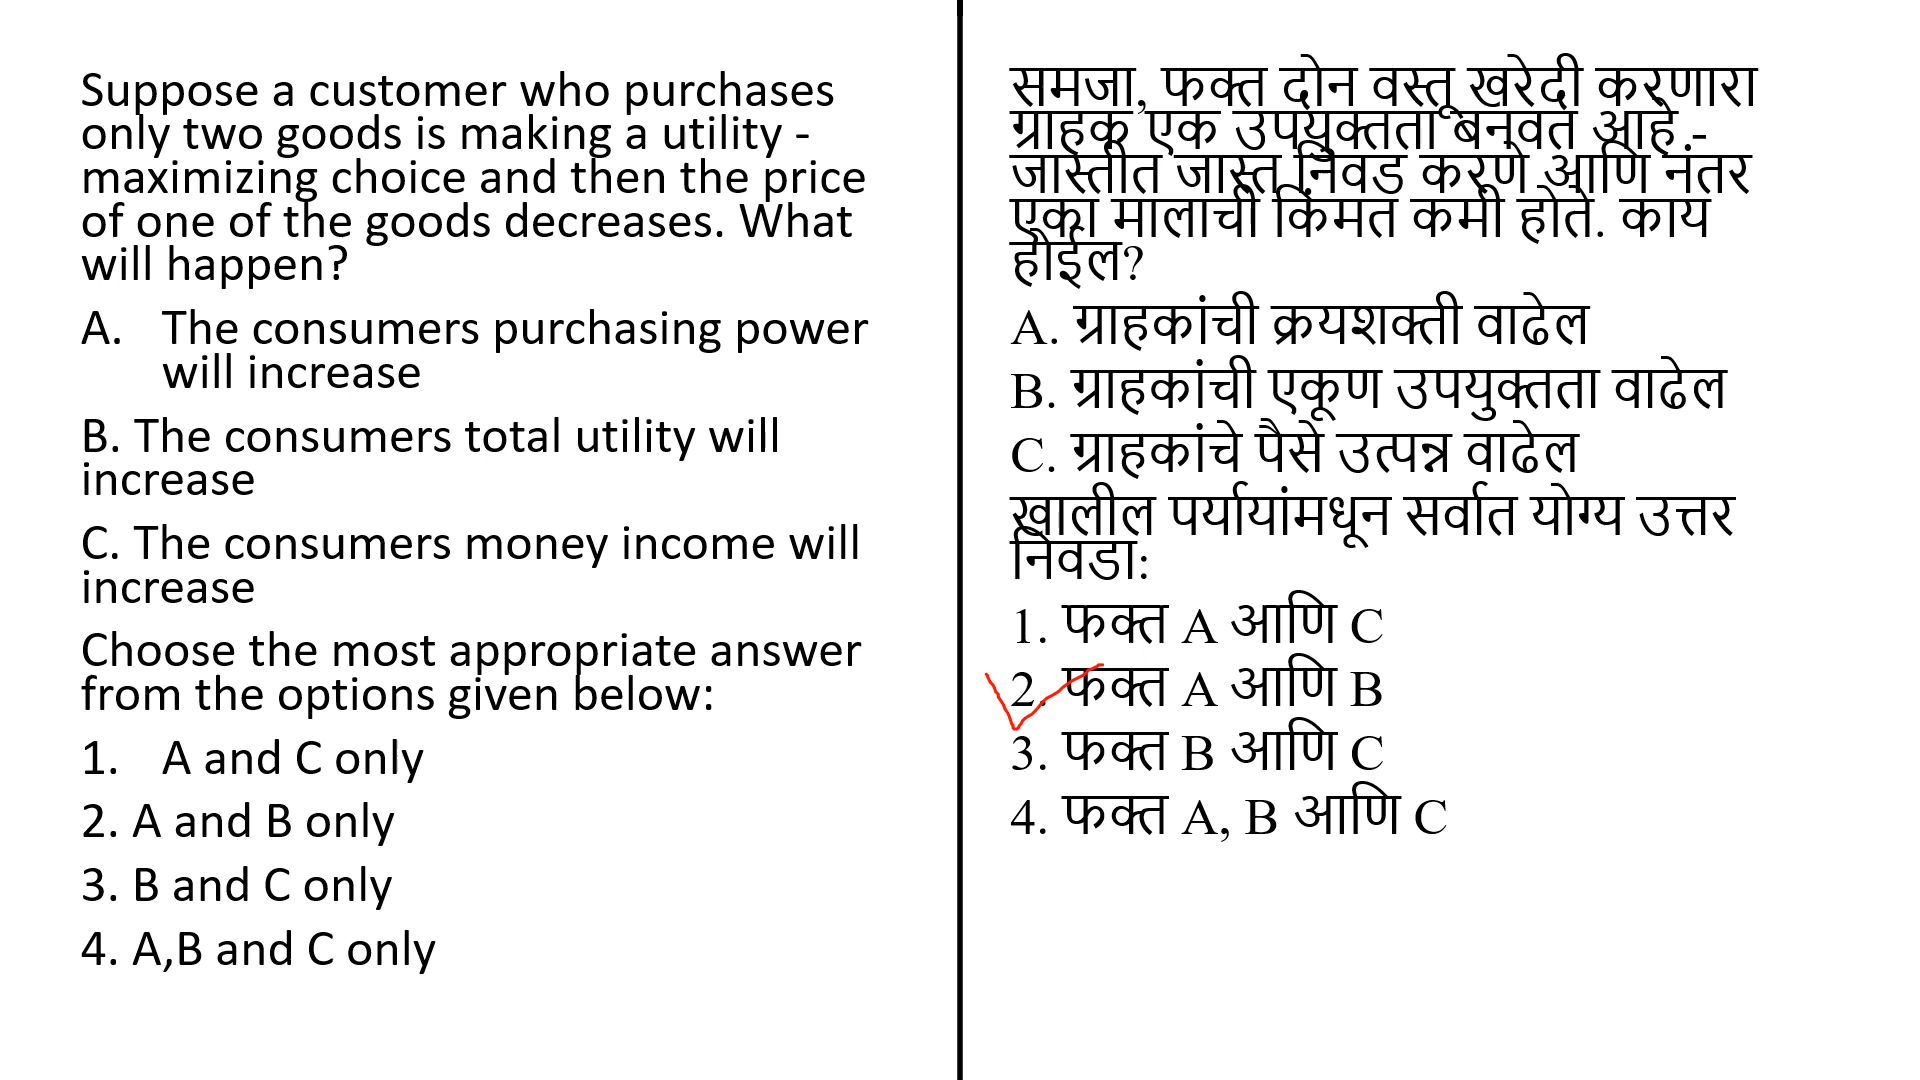 Suppose a customer who purchases
only two goods is making a utility -
maximizing choice and then the price
of one of the goods decreases. What
will happen?
A. The consumers purchasing power
will increase
B. The consumers total utility will
increase
C. The consumers money income will
increase
Choose the most appropriate answer
from the options given below:
1. A and C only
2. A and B only
3. B and C only
4. A,B and C only
समजा, फक्त दोन वस्तू खरेदी करणारा
ग्राहक एक उपयुक्तता बनवत आहे -
जास्तीत जास्त निवड करणे आणि नंतर
एका मालाची किंमत कमी होते. काय
होईल?
A. ग्राहकांची क्रयशक्ती वाढेल
B. ग्राहकांची एकूण उपयुक्तता वाढेल
C. ग्राहकांचे पैसे उत्पन्न वाढेल
खालील पर्यायांमधून सर्वात योग्य उत्तर
निवडा:
1. फक्त A आणि C
2. फक्त A आणि B
3. फक्त B आणि C
4. फक्त A, B आणि C